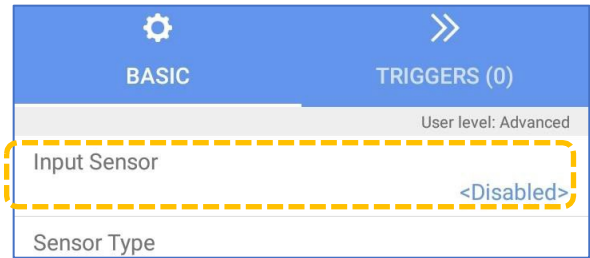 BASIC
TRIGGERS (0)
User level: Advanced
Input Sensor
<Disabled>
Sensor Type